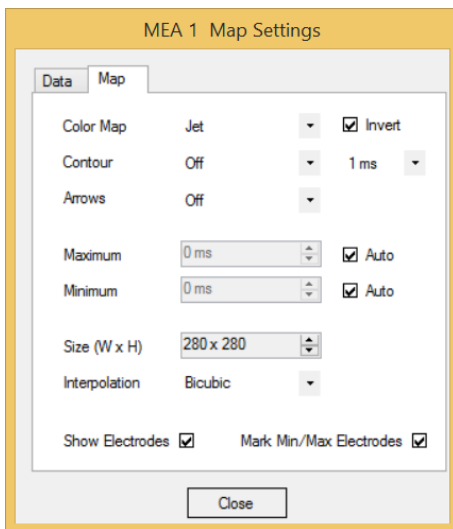 MEA 1 Map Settings
Data Map
Color Map Jet Invert
Contour Off 1 ms
Arrows Off
Maximum 0 ms Auto
Minimum 0 ms Auto
Size (W x H) 280 x 280
Interpolation Bicubic
Show Electrodes Mark Min/Max Electrodes
Close